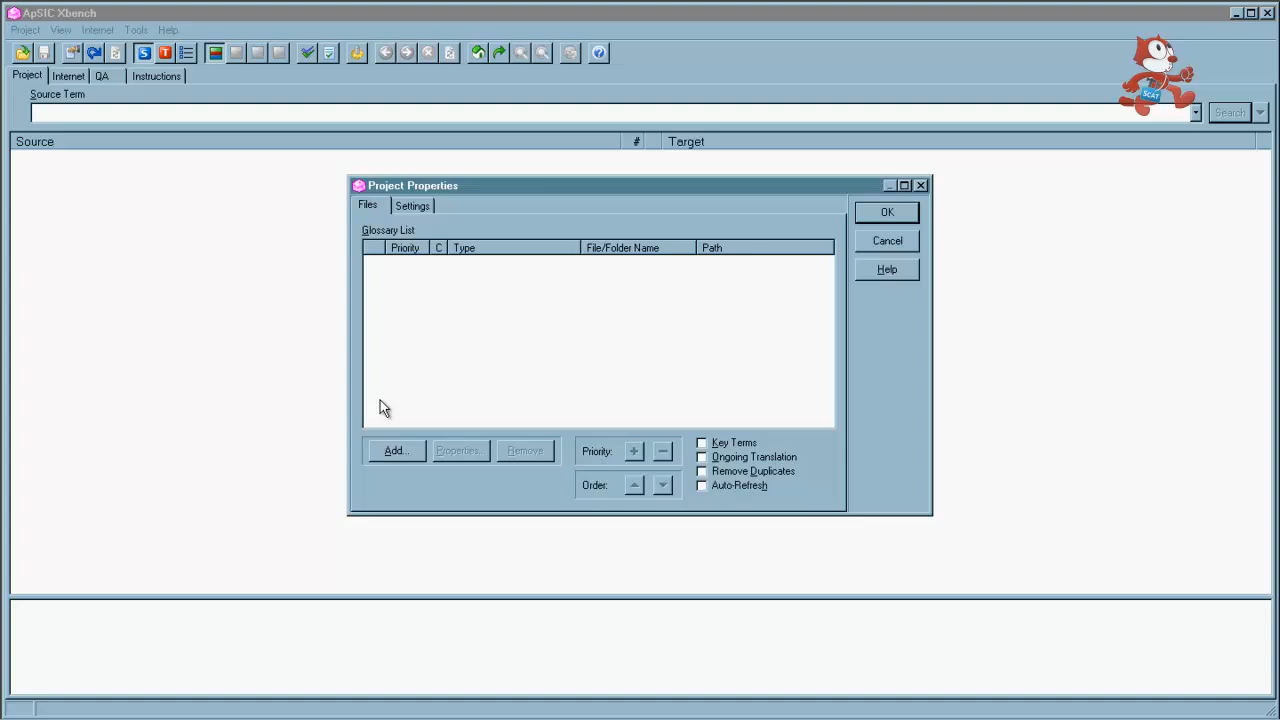 ApSIC Xbench
Project View Internet Tools Help
Project Internet QA Instructions
Source Term
Search
SCAT
Source # Target
Project Properties
Files Settings
Glossary List
Priority C Type File/Folder Name Path
OK
Cancel
Help
Add... Properties... Remove
Priority:
Order:
Key Terms
Ongoing Translation
Remove Duplicates
Auto-Refresh